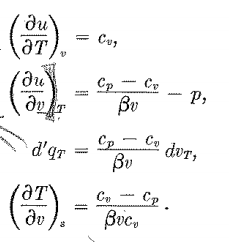 (∂u/∂T)_v = c_v,
(∂u/∂v)_T = (c_p − c_v)/βv − p,
d′q_T = (c_p − c_v)/βv dv_T,
(∂T/∂v)_s = (c_v − c_p)/βvc_v .